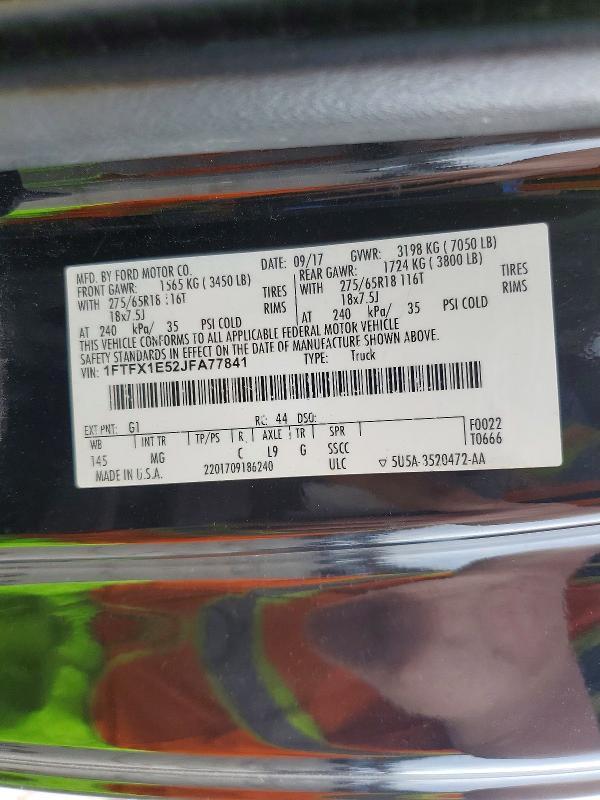 MFD. BY FORD MOTOR CO. DATE: 09/17 GVWR: 3198 KG ( 7050 LB)
FRONT GAWR: 1565 KG ( 3450 LB) REAR GAWR: 1724 KG ( 3800 LB)
WITH 275/65R18 116T TIRES WITH 275/65R18 116T TIRES
18x7.5J RIMS 18x7.5J RIMS
AT 240 kPa/ 35 PSI COLD AT 240 kPa/ 35 PSI COLD
THIS VEHICLE CONFORMS TO ALL APPLICABLE FEDERAL MOTOR VEHICLE
SAFETY STANDARDS IN EFFECT ON THE DATE OF MANUFACTURE SHOWN ABOVE.
VIN: 1FTFX1E52JFA77841 TYPE: Truck
EXT PNT: G1 RC: 44 DSO: F0022
WB INT TR TP/PS R AXLE TR SPR T0666
145 MG C L9 G SSCC
MADE IN U.S.A. 2201709186240 ULC ▽ 5U5A-3520472-AA